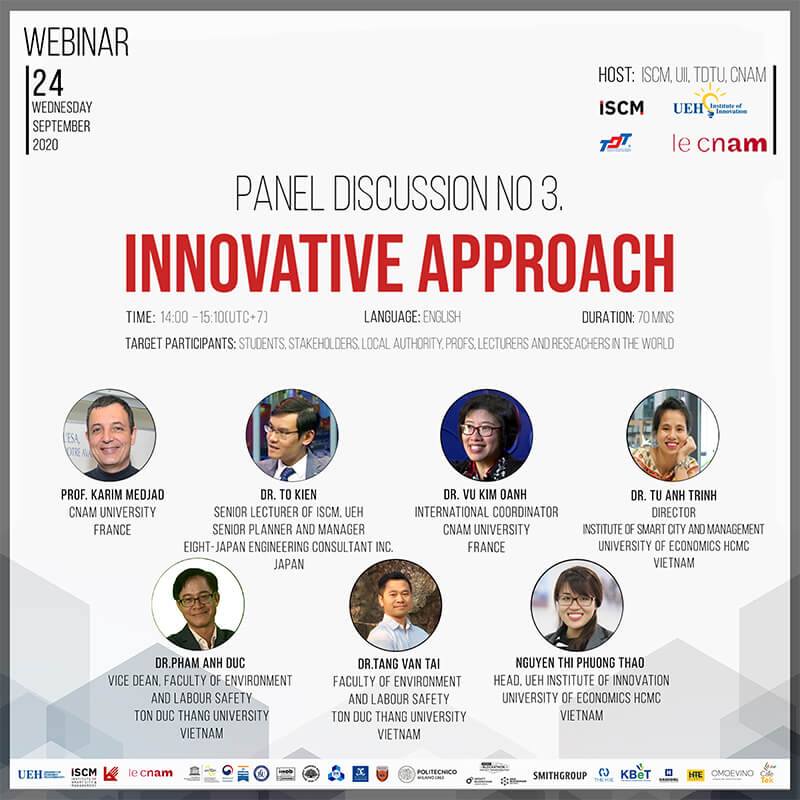 WEBINAR
24
WEDNESDAY
SEPTEMBER
2020
HOST: ISCM, UII, TDTU, CNAM
ISCM
UEH Institute of Innovation
TDT
le cnam
PANEL DISCUSSION NO 3.
INNOVATIVE APPROACH
TIME: 14:00 –15:10(UTC+7)
LANGUAGE: ENGLISH
DURATION: 70 MINS
TARGET PARTICIPANTS: STUDENTS, STAKEHOLDERS, LOCAL AUTHORITY, PROFS, LECTURERS AND RESEACHERS IN THE WORLD
PROF. KARIM MEDJAD
CNAM UNIVERSITY
FRANCE
DR. TO KIEN
SENIOR LECTURER OF ISCM, UEH
SENIOR PLANNER AND MANAGER
EIGHT-JAPAN ENGINEERING CONSULTANT INC.
JAPAN
DR. VU KIM OANH
INTERNATIONAL COORDINATOR
CNAM UNIVERSITY
FRANCE
DR. TU ANH TRINH
DIRECTOR
INSTITUTE OF SMART CITY AND MANAGEMENT
UNIVERSITY OF ECONOMICS HCMC
VIETNAM
DR.PHAM ANH DUC
VICE DEAN, FACULTY OF ENVIRONMENT
AND LABOUR SAFETY
TON DUC THANG UNIVERSITY
VIETNAM
DR.TANG VAN TAI
FACULTY OF ENVIRONMENT
AND LABOUR SAFETY
TON DUC THANG UNIVERSITY
VIETNAM
NGUYEN THI PHUONG THAO
HEAD, UEH INSTITUTE OF INNOVATION
UNIVERSITY OF ECONOMICS HCMC
VIETNAM
UEH
ISCM
le cnam
POLITECNICO
SMITHGROUP
KBeT
HTE
OMOEVINO
Cite
Tek